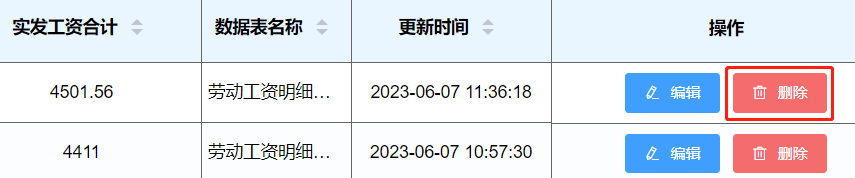 实发工资合计 数据表名称 更新时间 操作
4501.56 劳动工资明细… 2023-06-07 11:36:18 编辑 删除
4411 劳动工资明细… 2023-06-07 10:57:30 编辑 删除